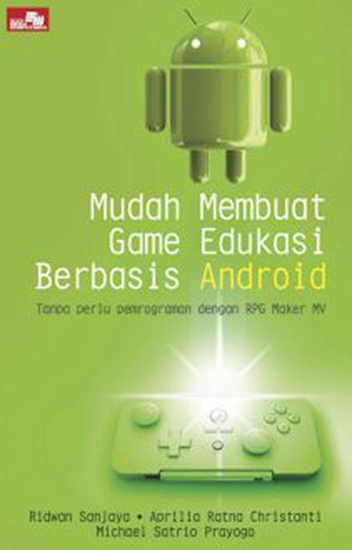 Mudah Membuat
Game Edukasi
Berbasis Android
Tanpa perlu pemrograman dengan RPG Maker MV
Ridwan Sanjaya • Aprilia Ratna Christanti
Michael Satrio Prayogo